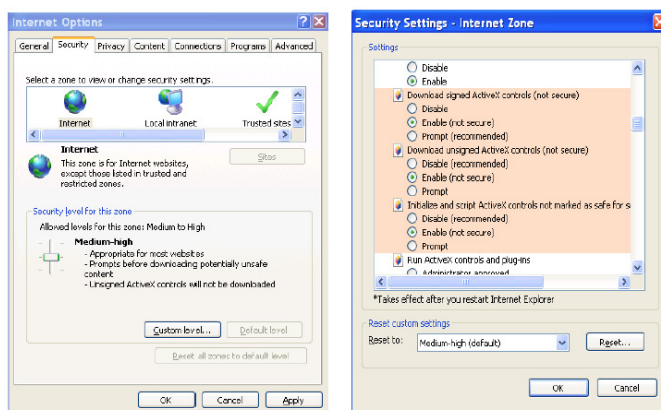 Internet Options
General Security Privacy Content Connections Programs Advanced
Select a zone to view or change security settings.
Internet Local intranet Trusted sites
Internet
This zone is for Internet websites,
except those listed in trusted and
restricted zones.
Sites
Security level for this zone
Allowed levels for this zone: Medium to High
Medium-high
- Appropriate for most websites
- Prompts before downloading potentially unsafe
content
- Unsigned ActiveX controls will not be downloaded
Custom level... Default level
Reset all zones to default level
OK Cancel Apply
Security Settings - Internet Zone
Settings
Disable
Enable
Download signed ActiveX controls (not secure)
Disable
Enable (not secure)
Prompt (recommended)
Download unsigned ActiveX controls (not secure)
Disable (recommended)
Enable (not secure)
Prompt
Initialize and script ActiveX controls not marked as safe for s
Disable (recommended)
Enable (not secure)
Prompt
Run ActiveX controls and plug-ins
Administrator approved
*Takes effect after you restart Internet Explorer
Reset custom settings
Reset to: Medium-high (default) Reset...
OK Cancel